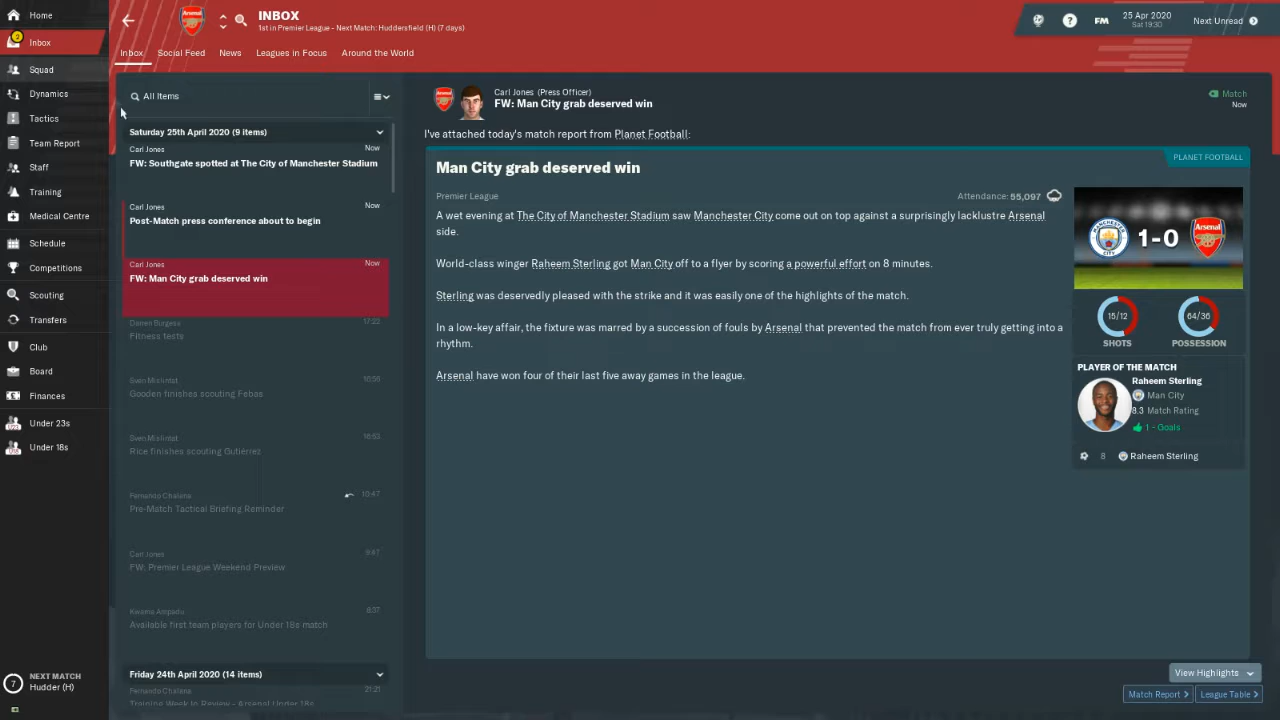 Home
Inbox
Squad
Dynamics
Tactics
Team Report
Staff
Training
Medical Centre
Schedule
Competitions
Scouting
Transfers
Club
Board
Finances
Under 23s
Under 18s
7
NEXT MATCH
Hudder (H)
INBOX
1st in Premier League - Next Match: Huddersfield (H) (7 days)
? FM 25 Apr 2020
Sat 19:30
Next Unread
Inbox Social Feed News Leagues in Focus Around the World
All Items
Saturday 25th April 2020 (9 items)
Carl Jones Now
FW: Southgate spotted at The City of Manchester Stadium
Carl Jones Now
Post-Match press conference about to begin
Carl Jones Now
FW: Man City grab deserved win
Darren Burgess 17:22
Fitness tests
Sven Mislintat
Gooden finishes scouting Febas
Sven Mislintat
Rice finishes scouting Gutiérrez
Fernando Chalana 10:47
Pre-Match Tactical Briefing Reminder
Carl Jones
FW: Premier League Weekend Preview
Kwame Ampadu
Available first team players for Under 18s match
Friday 24th April 2020 (14 items)
Fernando Chalana 21:21
Training Week In Review - Arsenal Under 18s
Carl Jones (Press Officer)
FW: Man City grab deserved win
Match
Now
I've attached today's match report from Planet Football:
PLANET FOOTBALL
Man City grab deserved win
Premier League Attendance: 55,097
A wet evening at The City of Manchester Stadium saw Manchester City come out on top against a surprisingly lacklustre Arsenal
side.
World-class winger Raheem Sterling got Man City off to a flyer by scoring a powerful effort on 8 minutes.
Sterling was deservedly pleased with the strike and it was easily one of the highlights of the match.
In a low-key affair, the fixture was marred by a succession of fouls by Arsenal that prevented the match from ever truly getting into a
rhythm.
Arsenal have won four of their last five away games in the league.
1-0
Arsenal
15/12 64/36
SHOTS POSSESSION
PLAYER OF THE MATCH
Raheem Sterling
Man City
8.3 Match Rating
1 - Goals
8 Raheem Sterling
View Highlights
Match Report League Table